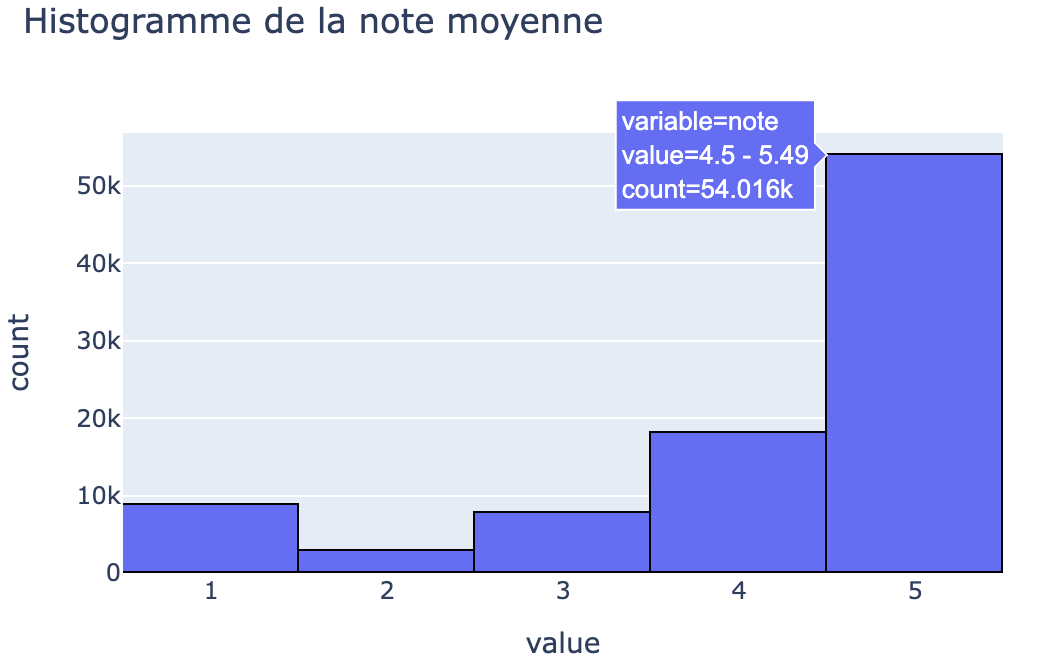 Histogramme de la note moyenne
variable=note
value=4.5 - 5.49
count=54.016k
50k
40k
30k
20k
10k
0
count
1 2 3 4 5
value